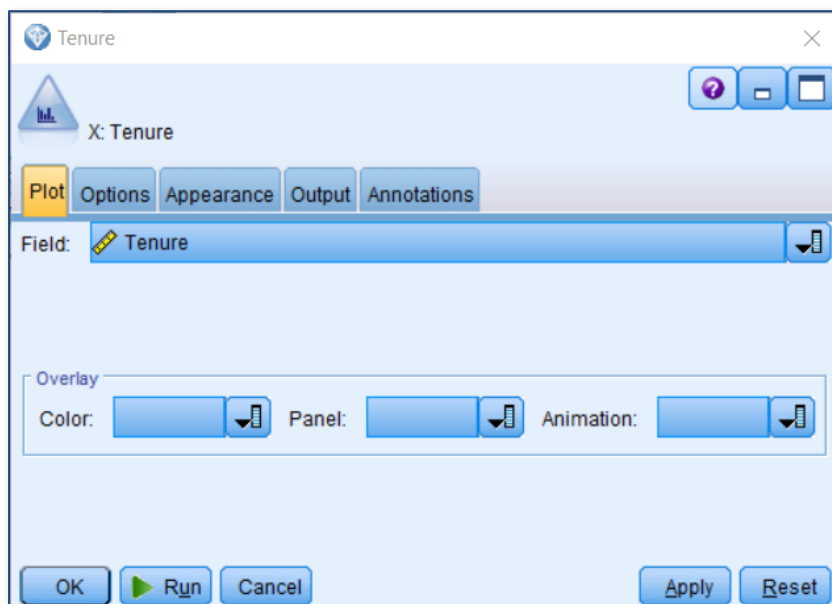 Tenure
X: Tenure
Plot Options Appearance Output Annotations
Field: Tenure
Overlay
Color: Panel: Animation:
OK Run Cancel Apply Reset